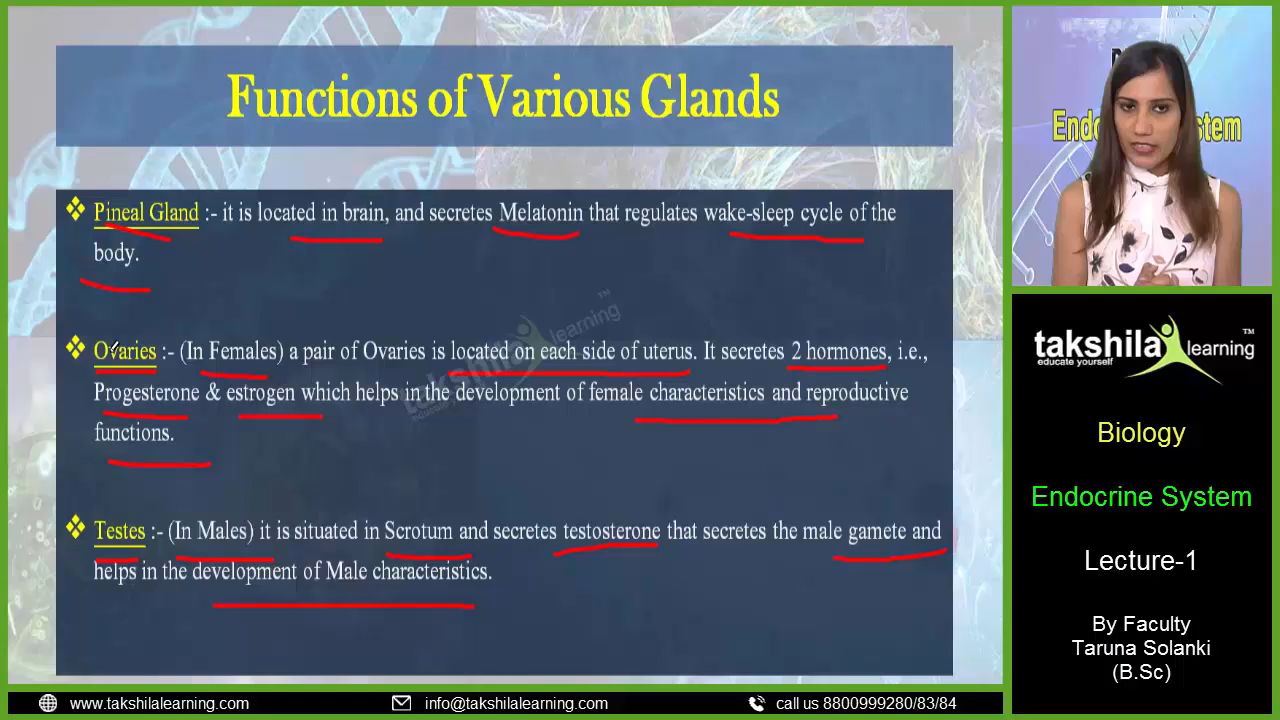 Functions of Various Glands
❖ Pineal Gland :- it is located in brain, and secretes Melatonin that regulates wake-sleep cycle of the
body.
❖ Ovaries :- (In Females) a pair of Ovaries is located on each side of uterus. It secretes 2 hormones, i.e.,
Progesterone & estrogen which helps in the development of female characteristics and reproductive
functions.
❖ Testes :- (In Males) it is situated in Scrotum and secretes testosterone that secretes the male gamete and
helps in the development of Male characteristics.
takshila learning™
takshila learning™
educate yourself
Biology
Endocrine System
Lecture-1
By Faculty
Taruna Solanki
(B.Sc)
www.takshilalearning.com
info@takshilalearning.com
call us 8800999280/83/84